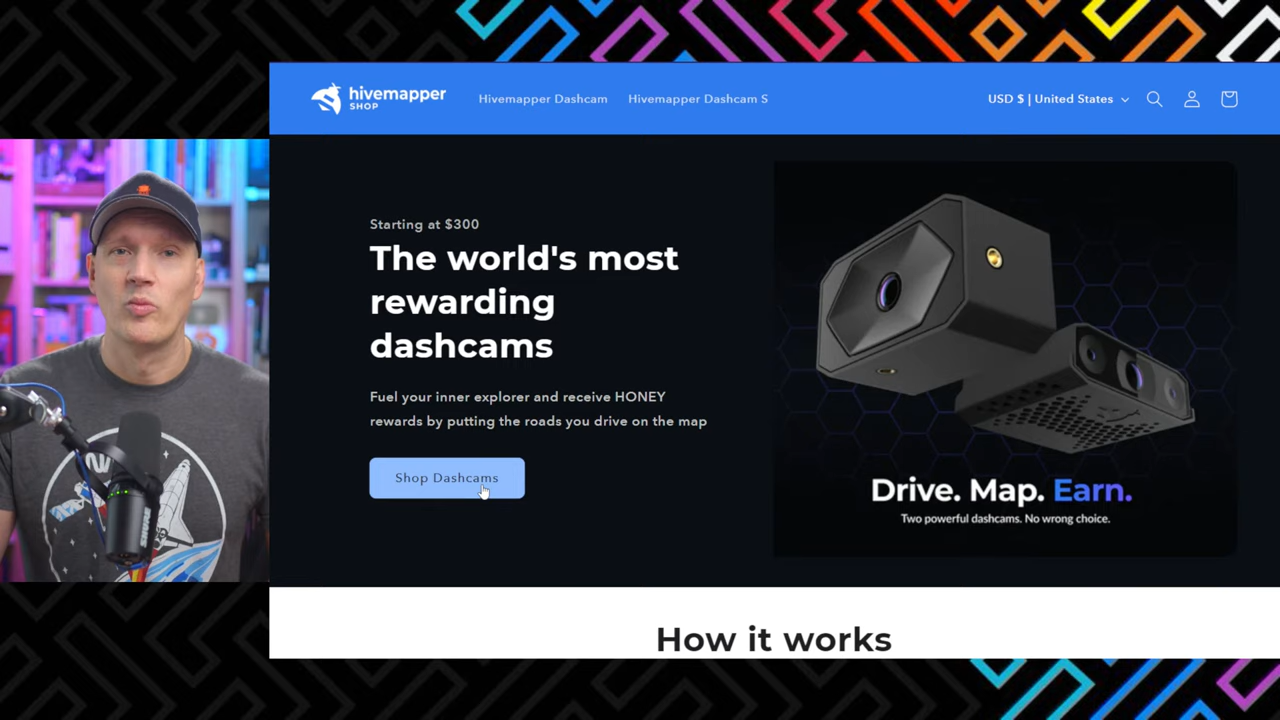 hivemapper
SHOP
Hivemapper Dashcam
Hivemapper Dashcam S
USD $ | United States
Starting at $300
The world's most
rewarding
dashcams
Fuel your inner explorer and receive HONEY
rewards by putting the roads you drive on the map
Shop Dashcams
Drive. Map. Earn.
Two powerful dashcams. No wrong choice.
How it works
SHURE